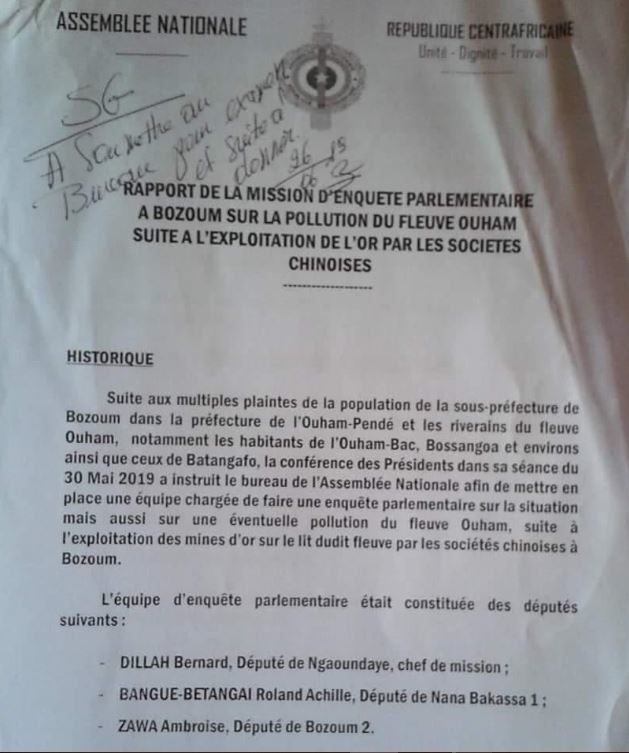 ASSEMBLEE NATIONALE
REPUBLIQUE CENTRAFRICAINE
Unité - Dignité - Travail
SG
A Soumettre au
Bureau pour examen
et suite à
donner
RAPPORT DE LA MISSION D'ENQUETE PARLEMENTAIRE
A BOZOUM SUR LA POLLUTION DU FLEUVE OUHAM
SUITE A L'EXPLOITATION DE L'OR PAR LES SOCIETES
CHINOISES
HISTORIQUE
Suite aux multiples plaintes de la population de la sous-préfecture de
Bozoum dans la préfecture de l'Ouham-Pendé et les riverains du fleuve
Ouham, notamment les habitants de l'Ouham-Bac, Bossangoa et environs
ainsi que ceux de Batangafo, la conférence des Présidents dans sa séance du
30 Mai 2019 a instruit le bureau de l'Assemblée Nationale afin de mettre en
place une équipe chargée de faire une enquête parlementaire sur la situation
mais aussi sur une éventuelle pollution du fleuve Ouham, suite à
l'exploitation des mines d'or sur le lit dudit fleuve par les sociétés chinoises à
Bozoum.
L'équipe d'enquête parlementaire était constituée des députés
suivants :
- DILLAH Bernard, Député de Ngaoundaye, chef de mission ;
- BANGUE-BETANGAI Roland Achille, Député de Nana Bakassa 1 ;
- ZAWA Ambroise, Député de Bozoum 2.